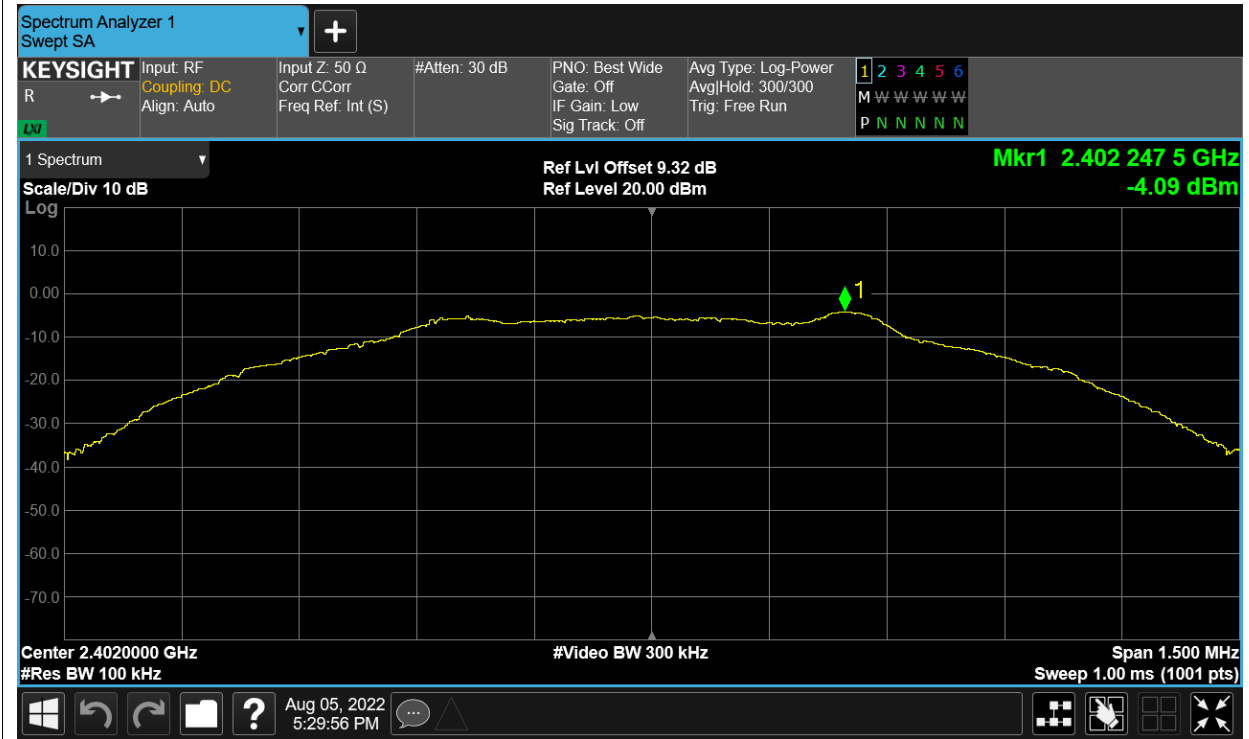 Spectrum Analyzer 1
Swept SA
KEYSIGHT
R
LXI
Input: RF
Coupling: DC
Align: Auto
Input Z: 50 Ω
Corr CCorr
Freq Ref: Int (S)
#Atten: 30 dB
PNO: Best Wide
Gate: Off
IF Gain: Low
Sig Track: Off
Avg Type: Log-Power
Avg|Hold: 300/300
Trig: Free Run
1 2 3 4 5 6
M W W W W W
P N N N N N
1 Spectrum
Scale/Div 10 dB
Ref Lvl Offset 9.32 dB
Ref Level 20.00 dBm
Mkr1 2.402 247 5 GHz
-4.09 dBm
Log
10.0
0.00
-10.0
-20.0
-30.0
-40.0
-50.0
-60.0
-70.0
1
Center 2.4020000 GHz
#Res BW 100 kHz
#Video BW 300 kHz
Span 1.500 MHz
Sweep 1.00 ms (1001 pts)
?
Aug 05, 2022
5:29:56 PM